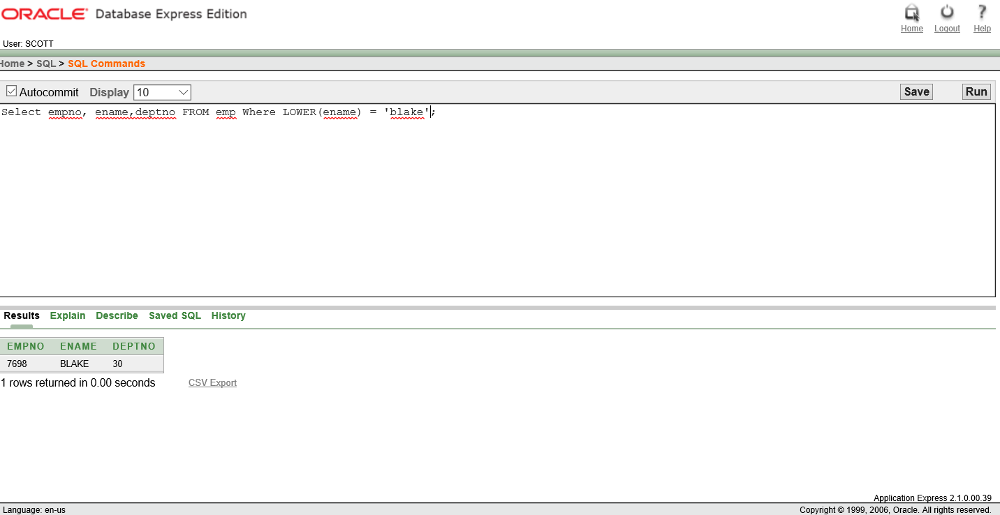 ORACLE Database Express Edition
Home Logout Help
User: SCOTT
Home > SQL > SQL Commands
Autocommit Display 10 Save Run
Select empno, ename,deptno FROM emp Where LOWER(ename) = 'blake';
Results Explain Describe Saved SQL History
EMPNO ENAME DEPTNO
7698 BLAKE 30
1 rows returned in 0.00 seconds CSV Export
Application Express 2.1.0.00.39
Language: en-us Copyright © 1999, 2006, Oracle. All rights reserved.